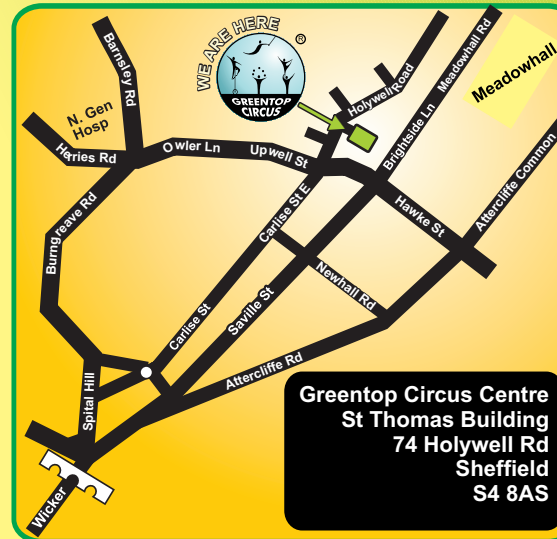 WE ARE HERE
®
GREENTOP
CIRCUS
Barnsley Rd
N. Gen
Hosp
Herries Rd
Owler Ln
Upwell St
Holywell Road
Meadowhall Rd
Meadowhall
Brightside Ln
Attercliffe Common
Hawke St
Carlise St E
Burngreave Rd
Newhall Rd
Carlise St
Saville St
Attercliffe Rd
Spital Hill
Wicker
Greentop Circus Centre
St Thomas Building
74 Holywell Rd
Sheffield
S4 8AS